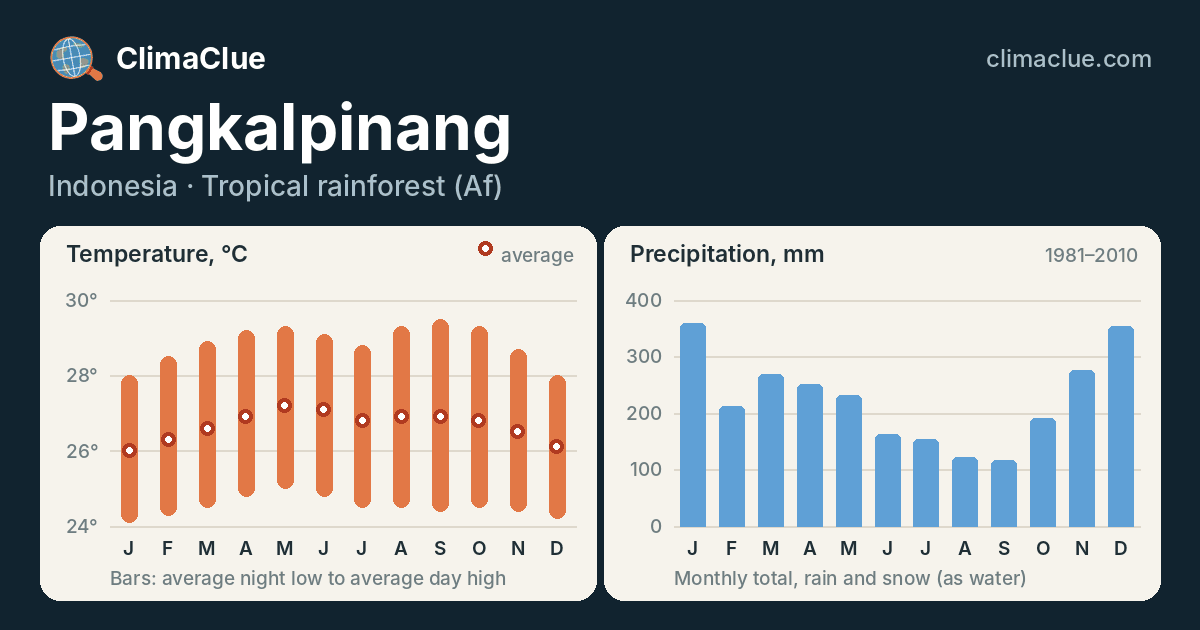 ClimaClue
climaclue.com
Pangkalpinang
Indonesia · Tropical rainforest (Af)
Temperature, °C
average
30°
28°
26°
24°
J F M A M J J A S O N D
Bars: average night low to average day high
Precipitation, mm
1981–2010
400
300
200
100
0
J F M A M J J A S O N D
Monthly total, rain and snow (as water)